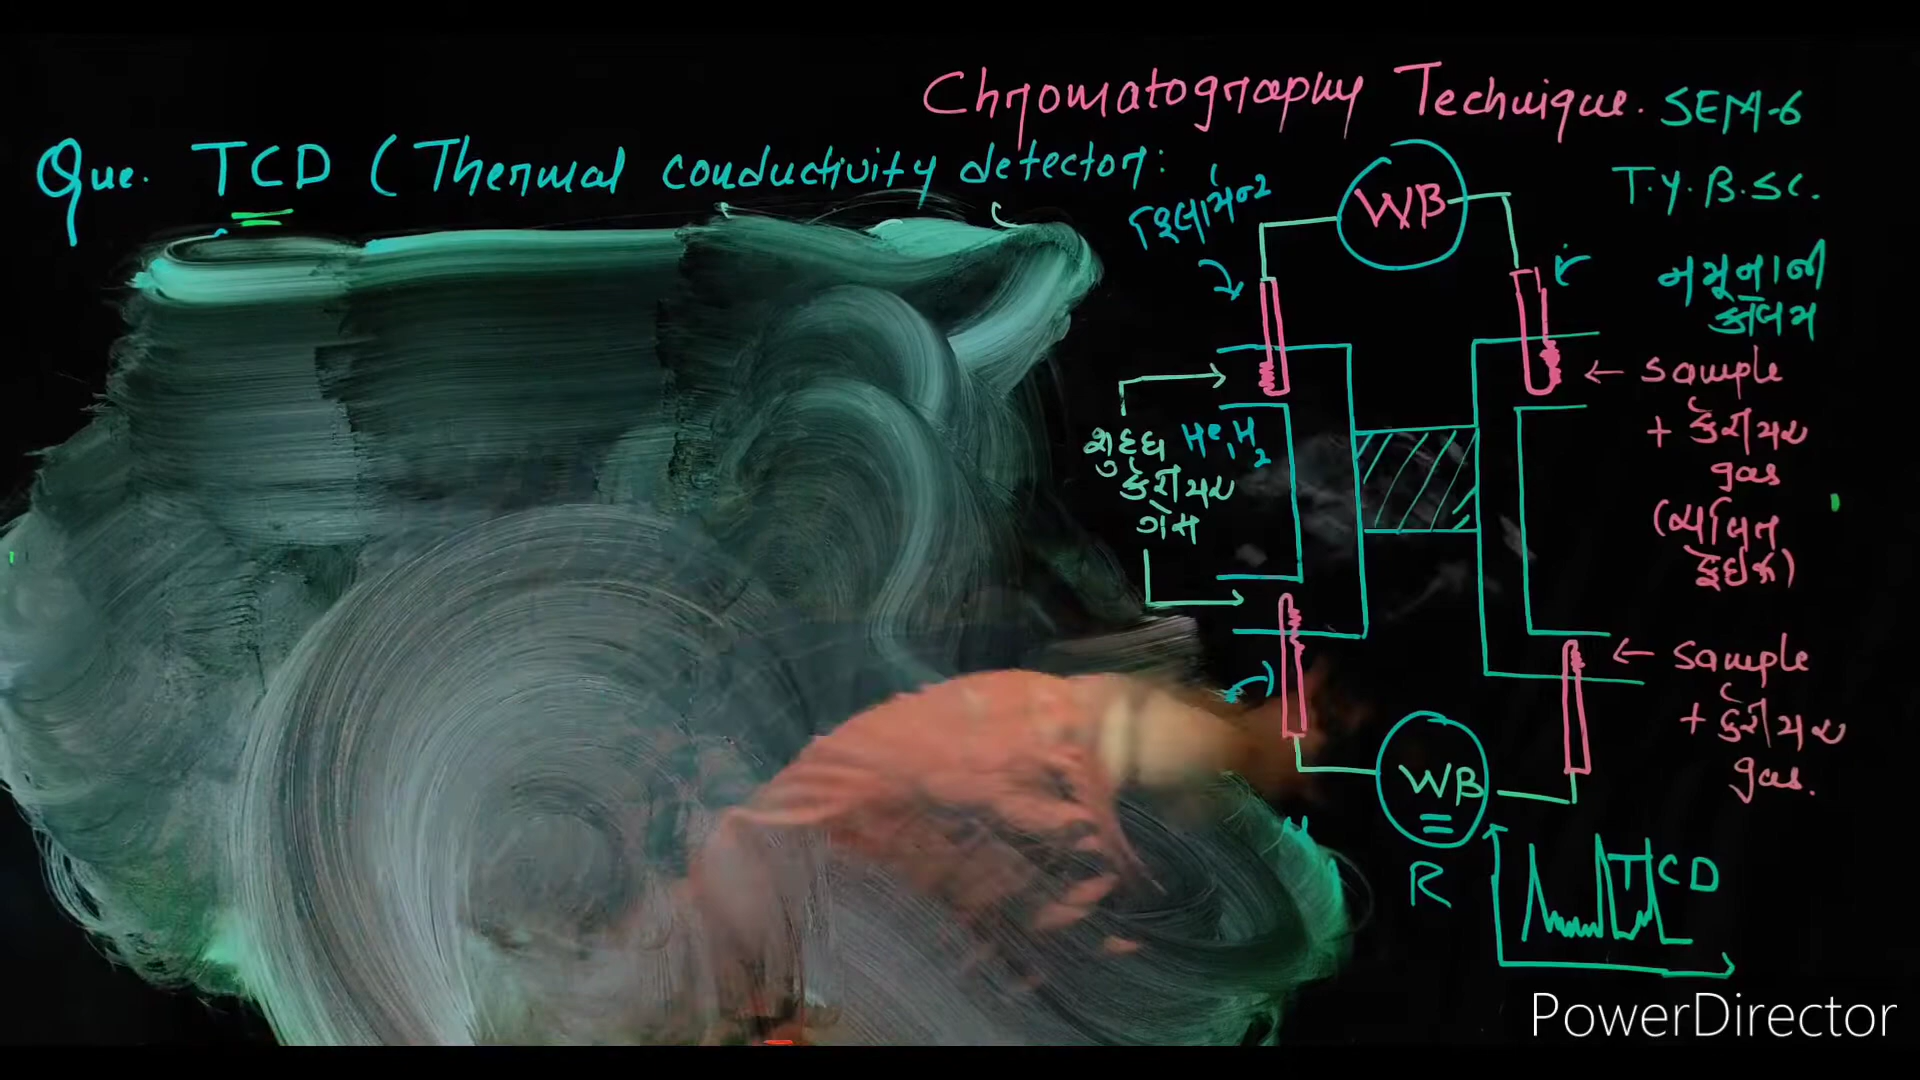 Chromatography Technique. SEM-6
Que. TCD (Thermal conductivity detector:
T.Y.B.Sc.
ફિલામેન્ટ
WB
નમૂનાની
કૉલમ
← sample
+ કેરીયર
gas
શુદ્ધ He, H2
કેરીયર
ગેસ
← sample
+ કેરીયર
gas.
WB
R
TCD
PowerDirector